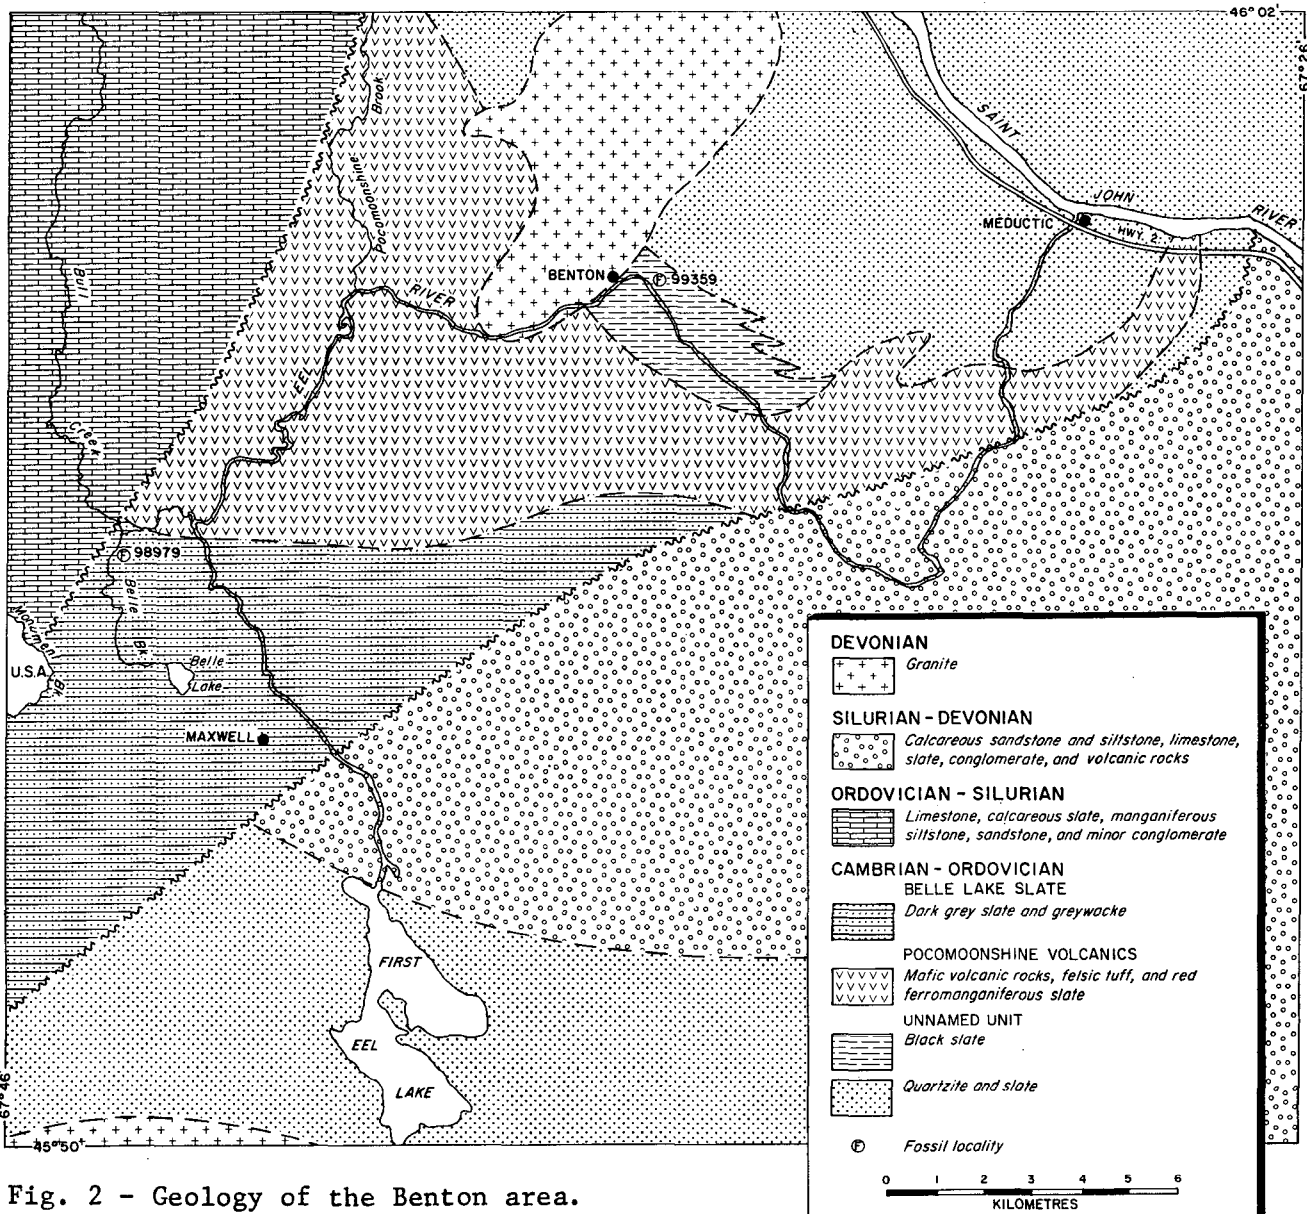 46° 02'
67° 26'
Pocomoonshine Brook
SAINT JOHN RIVER
MEDUCTIC
HWY. 2
BENTON
F 99359
EEL RIVER
Bull Creek
F 98979
Belle Bk.
Monument Bk.
U.S.A.
Belle Lake
MAXWELL
FIRST EEL LAKE
67° 46'
45° 50'
DEVONIAN
Granite
SILURIAN - DEVONIAN
Calcareous sandstone and siltstone, limestone,
slate, conglomerate, and volcanic rocks
ORDOVICIAN - SILURIAN
Limestone, calcareous slate, manganiferous
siltstone, sandstone, and minor conglomerate
CAMBRIAN - ORDOVICIAN
BELLE LAKE SLATE
Dark grey slate and greywacke
POCOMOONSHINE VOLCANICS
Mafic volcanic rocks, felsic tuff, and red
ferromanganiferous slate
UNNAMED UNIT
Black slate
Quartzite and slate
F Fossil locality
0 1 2 3 4 5 6
KILOMETRES
Fig. 2 - Geology of the Benton area.